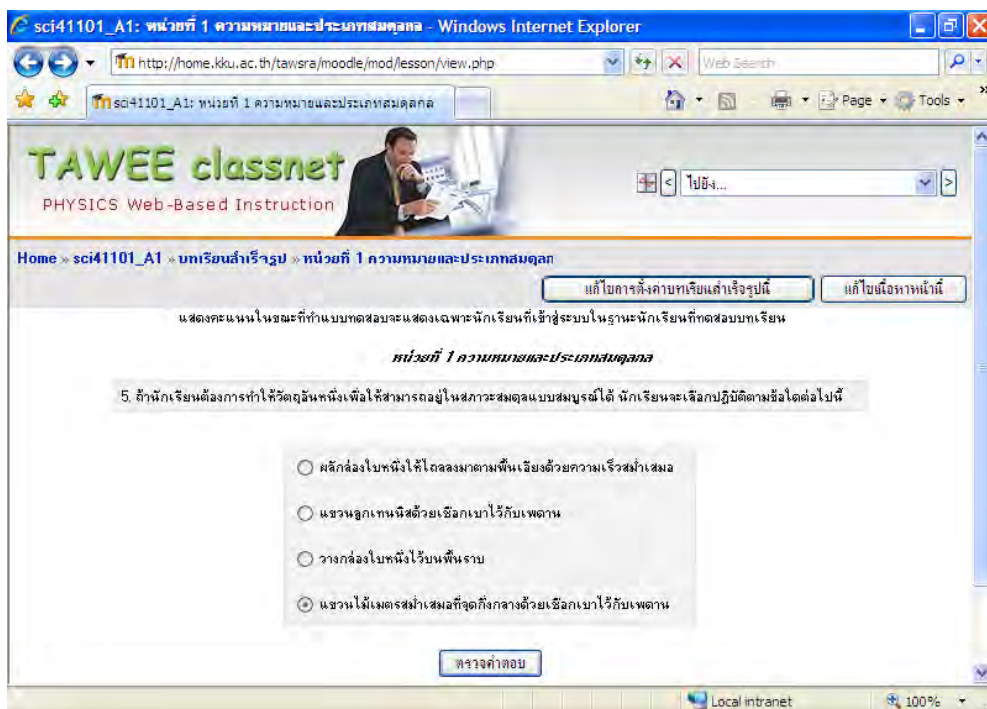 sci41101_A1: หน่วยที่ 1 ความหมายและประเภทสมดุลกล - Windows Internet Explorer
http://home.kku.ac.th/tawsra/moodle/mod/lesson/view.php
Web Search
sci41101_A1: หน่วยที่ 1 ความหมายและประเภทสมดุลกล
Page Tools
TAWEE classnet
PHYSICS Web-Based Instruction
ไปยัง...
Home » sci41101_A1 » บทเรียนสำเร็จรูป » หน่วยที่ 1 ความหมายและประเภทสมดุลก
แก้ไขการตั้งค่าบทเรียนสำเร็จรูปนี้ แก้ไขเนื้อหาหน้านี้
แสดงคะแนนในขณะที่ทำแบบทดสอบจะแสดงเฉพาะนักเรียนที่เข้าสู่ระบบในฐานะนักเรียนที่ทดสอบบทเรียน
หน่วยที่ 1 ความหมายและประเภทสมดุลกล
5. ถ้านักเรียนต้องการทำให้วัตถุอันหนึ่งเพื่อให้สามารถอยู่ในสภาวะสมดุลแบบสมบูรณ์ได้ นักเรียนจะเลือกปฏิบัติตามข้อใดต่อไปนี้
ผลักกล่องใบหนึ่งให้ไถลลงมาตามพื้นเอียงด้วยความเร็วสม่ำเสมอ
แขวนลูกเทนนิสด้วยเชือกเบาไว้กับเพดาน
วางกล่องใบหนึ่งไว้บนพื้นราบ
แขวนไม้เมตรสม่ำเสมอที่จุดกึ่งกลางด้วยเชือกเบาไว้กับเพดาน
ตรวจคำตอบ
Local intranet 100%